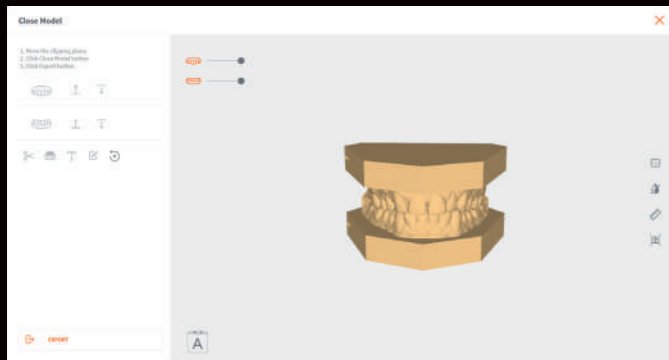 Close Model
1. Move the clipping plane
2. Click Close Model button
3. Click Export button
EXPORT
A